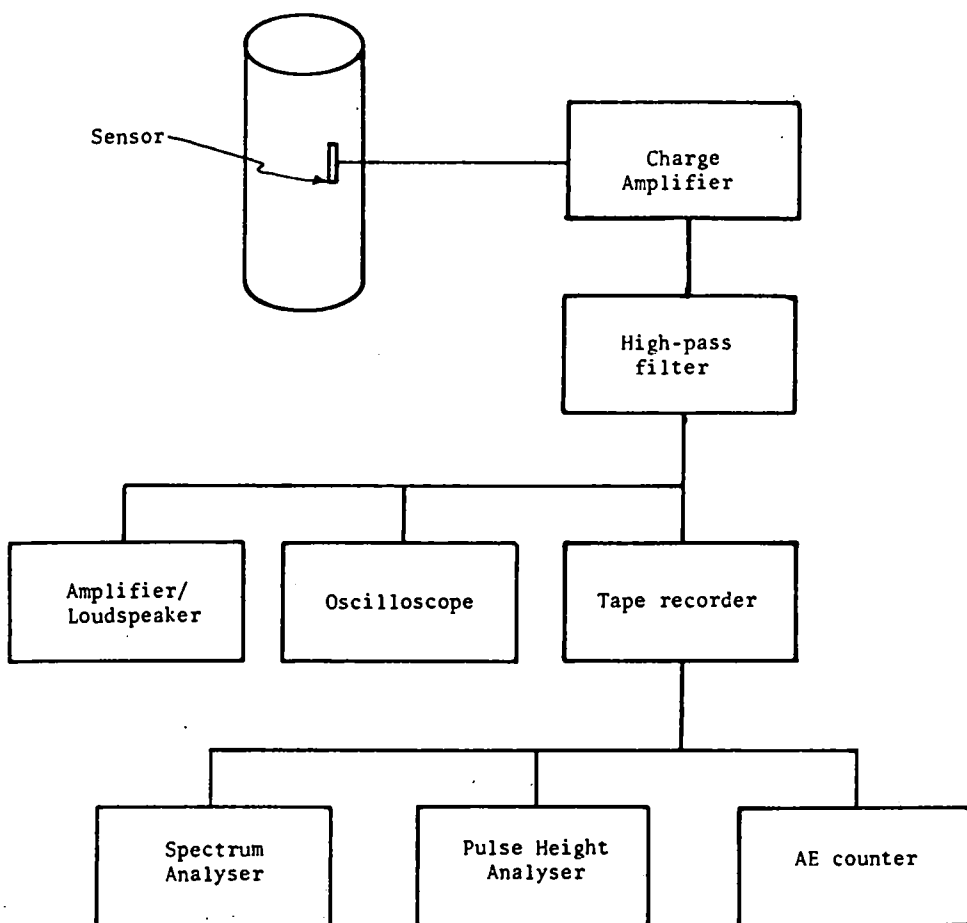 Sensor
Charge
Amplifier
High-pass
filter
Amplifier/
Loudspeaker
Oscilloscope
Tape recorder
Spectrum
Analyser
Pulse Height
Analyser
AE counter